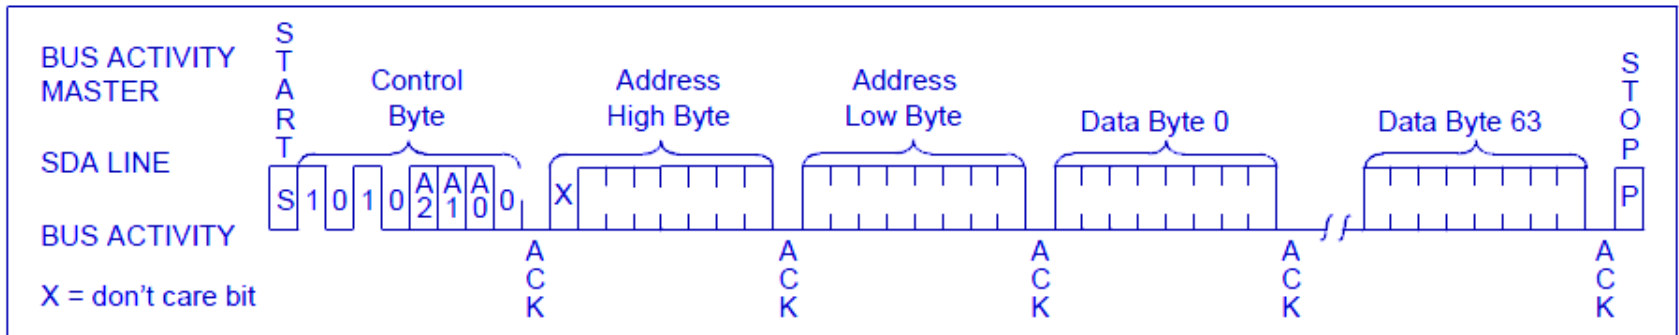 BUS ACTIVITY
MASTER
START
Control
Byte
Address
High Byte
Address
Low Byte
Data Byte 0
Data Byte 63
STOP
SDA LINE
S 1 0 1 0 A2 A1 A0 0 X P
BUS ACTIVITY
ACK ACK ACK ACK ACK
X = don't care bit